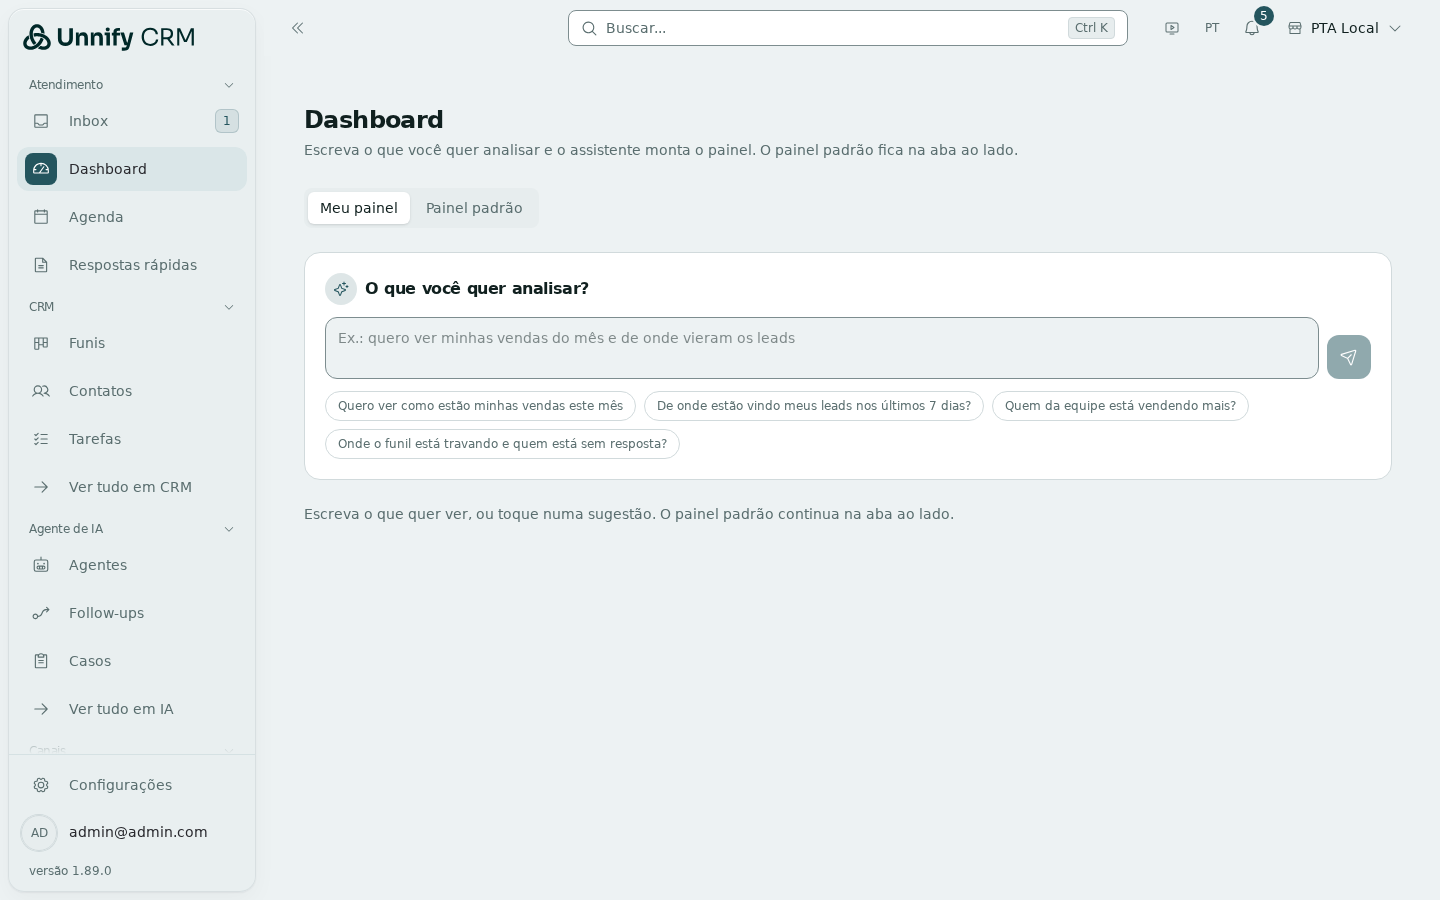 Unnify CRM
Atendimento
Inbox
1
Dashboard
Agenda
Respostas rápidas
CRM
Funis
Contatos
Tarefas
Ver tudo em CRM
Agente de IA
Agentes
Follow-ups
Casos
Ver tudo em IA
Canais
Configurações
AD
admin@admin.com
versão 1.89.0
Buscar...
Ctrl K
PT
5
PTA Local
Dashboard
Escreva o que você quer analisar e o assistente monta o painel. O painel padrão fica na aba ao lado.
Meu painel
Painel padrão
O que você quer analisar?
Ex.: quero ver minhas vendas do mês e de onde vieram os leads
Quero ver como estão minhas vendas este mês
De onde estão vindo meus leads nos últimos 7 dias?
Quem da equipe está vendendo mais?
Onde o funil está travando e quem está sem resposta?
Escreva o que quer ver, ou toque numa sugestão. O painel padrão continua na aba ao lado.